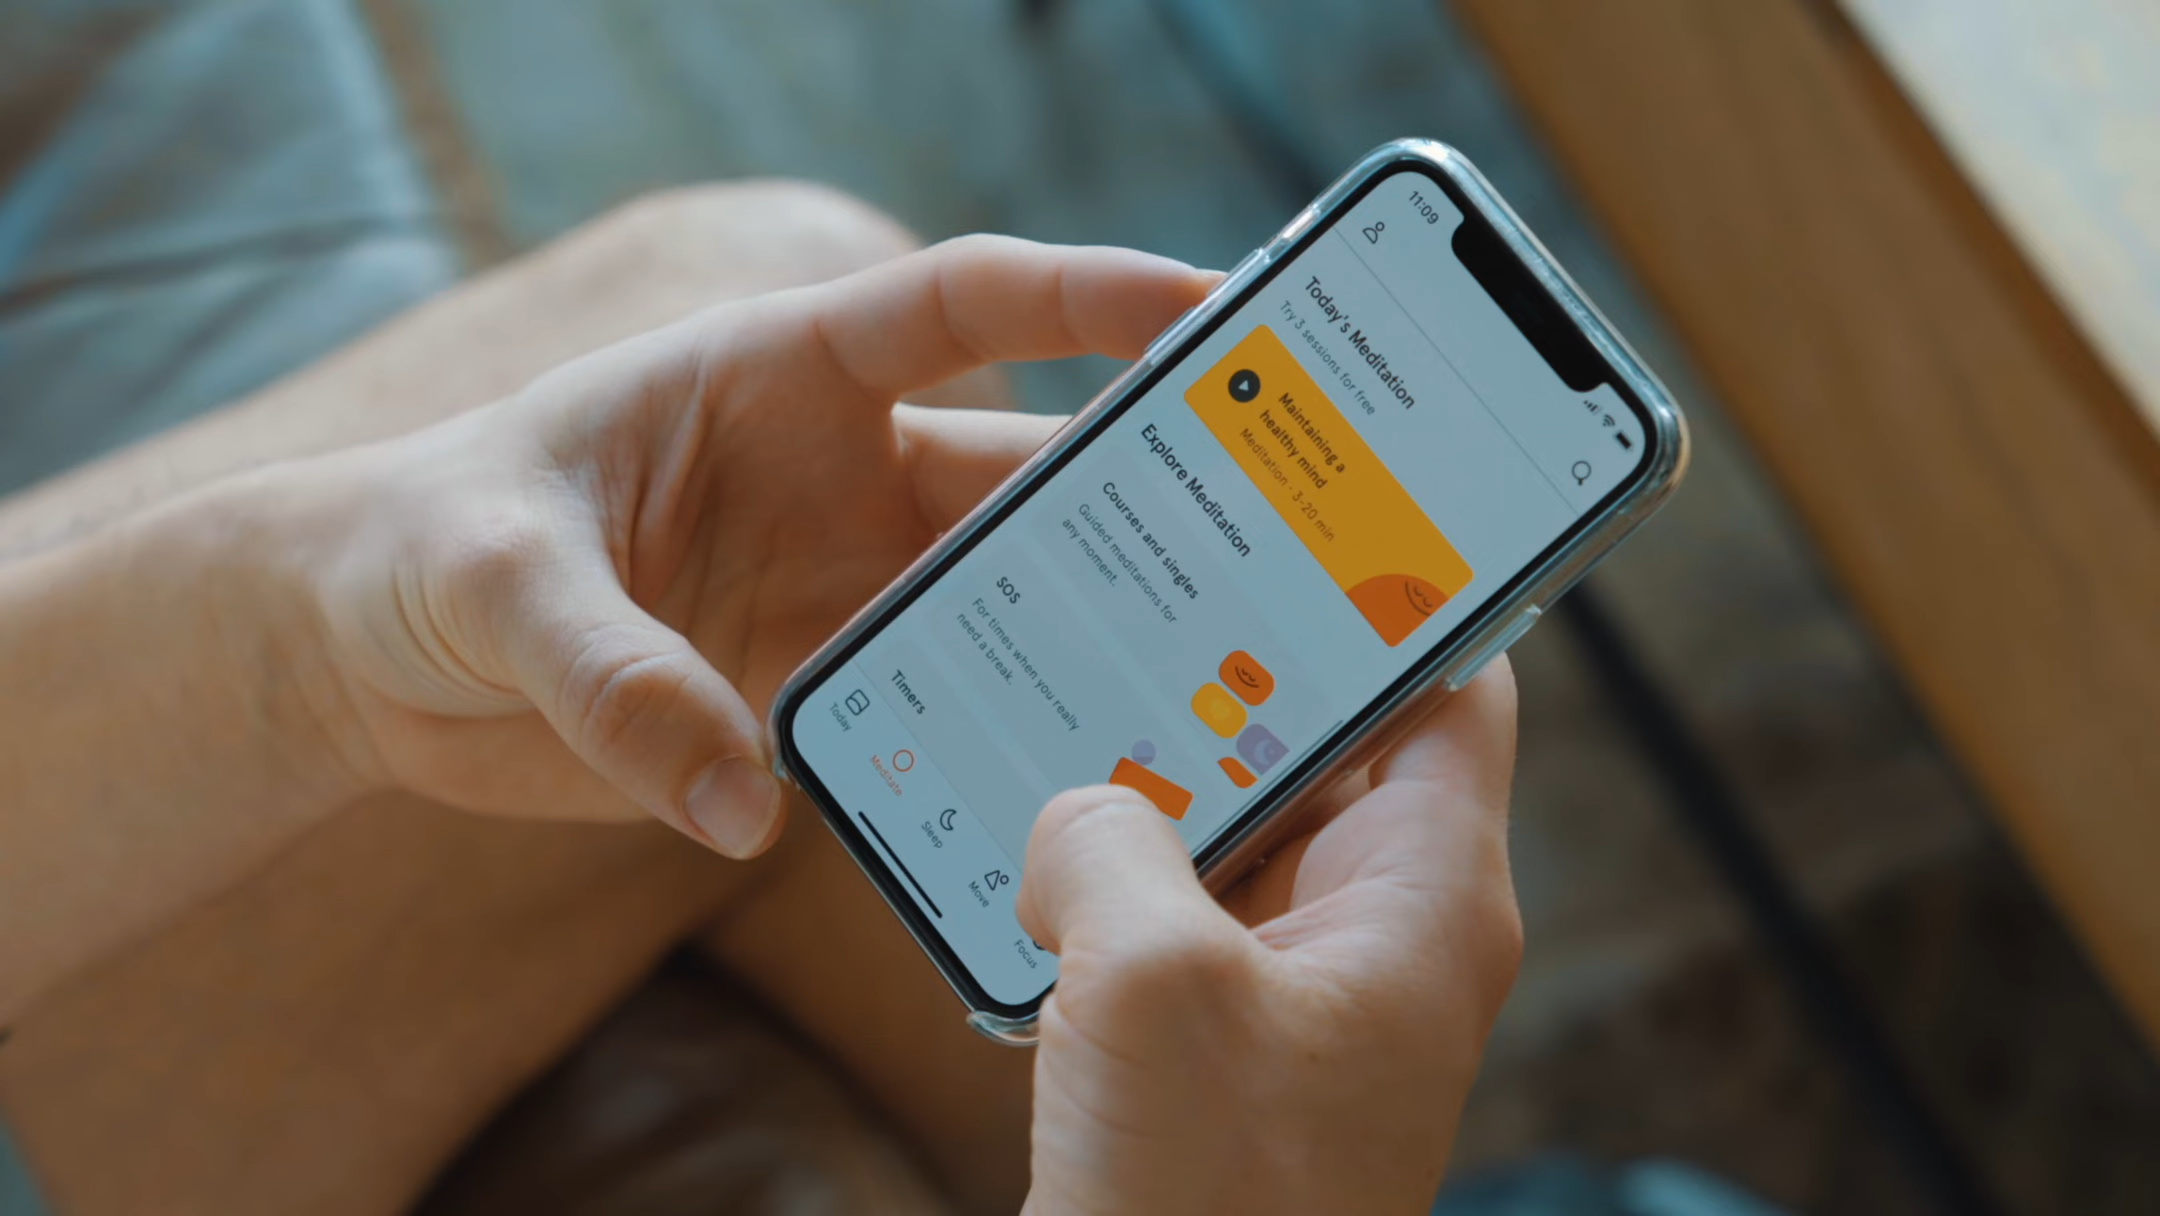 11:09
Today's Meditation
Try 3 sessions for free
Maintaining a
healthy mind
Meditation · 3-20 min
Explore Meditation
Courses and singles
Guided meditations for
any moment.
SOS
For times when you really
need a break.
Timers
Today
Meditate
Sleep
Move
Focus